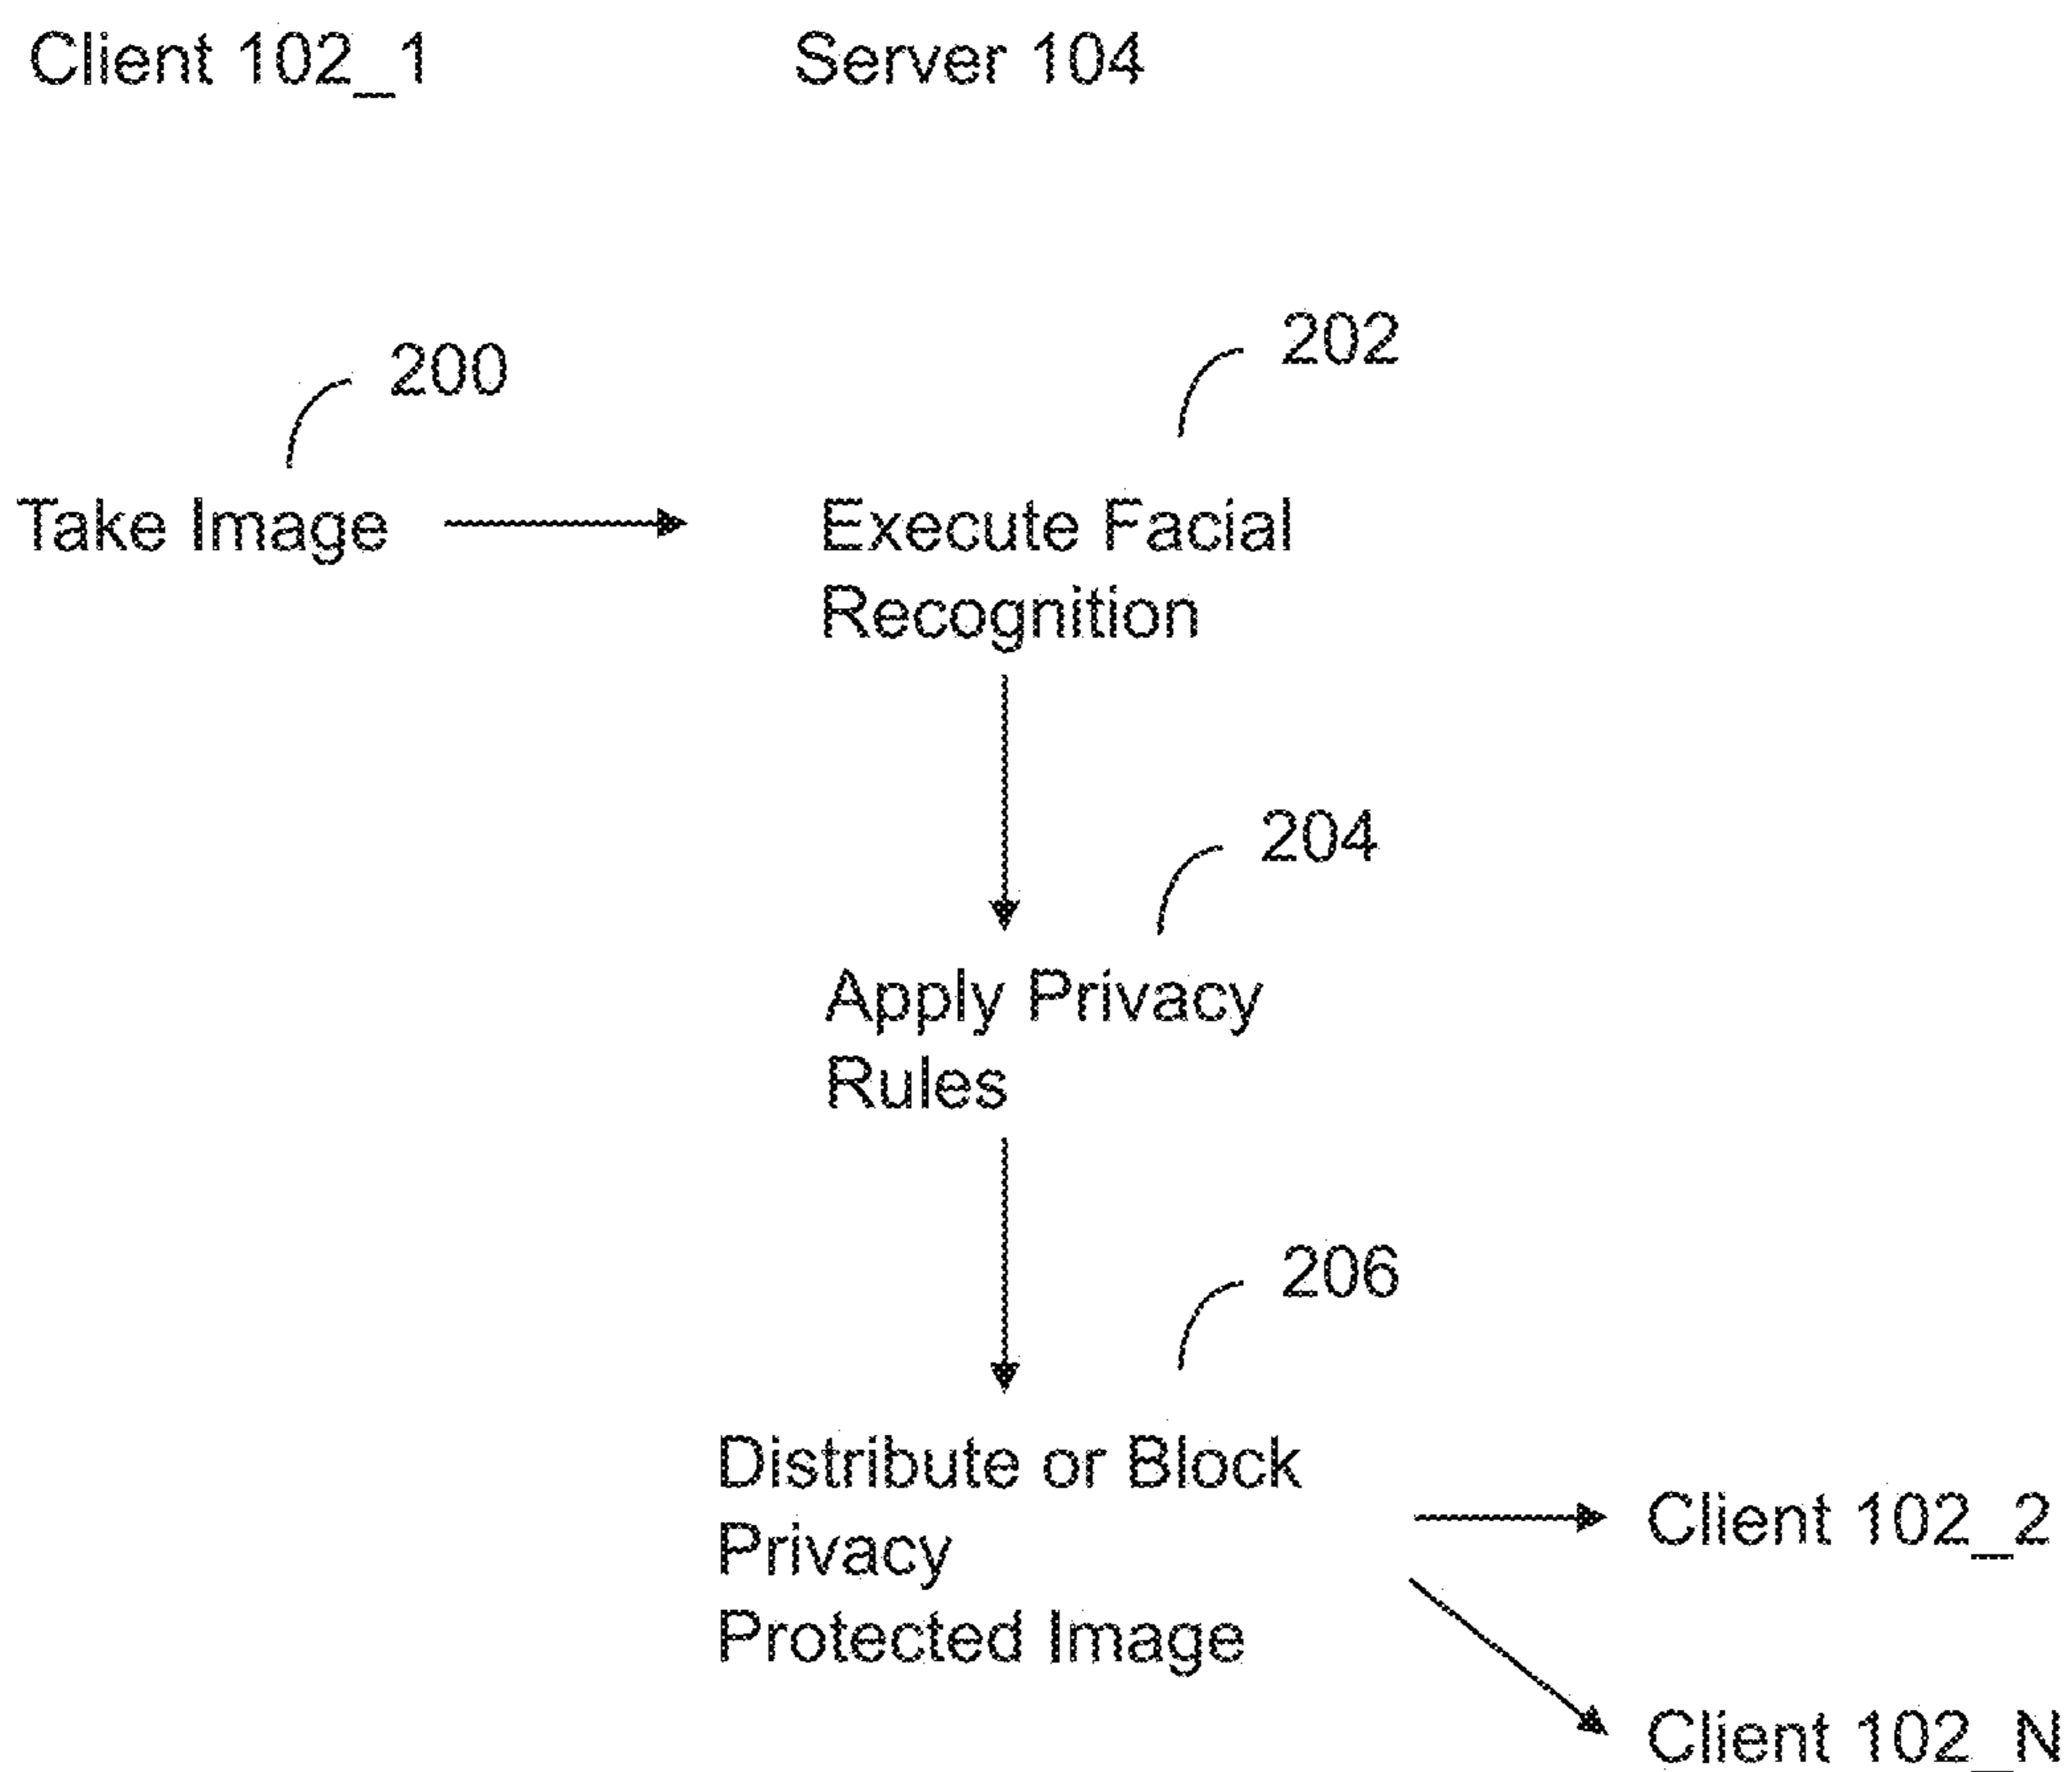 Client 102_1
Server 104
200
202
Take Image
Execute Facial
Recognition
204
Apply Privacy
Rules
206
Distribute or Block
Privacy
Protected Image
Client 102_2
Client 102_N